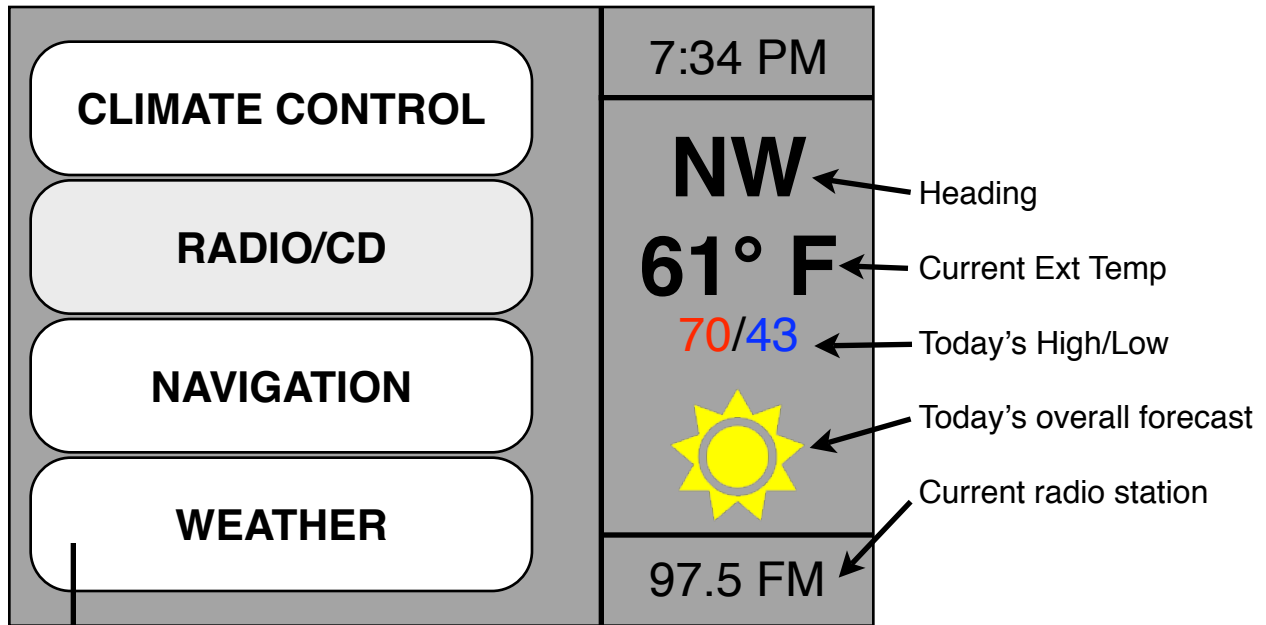 CLIMATE CONTROL
RADIO/CD
NAVIGATION
WEATHER
7:34 PM
NW
61° F
70/43
97.5 FM
Heading
Current Ext Temp
Today's High/Low
Today's overall forecast
Current radio station